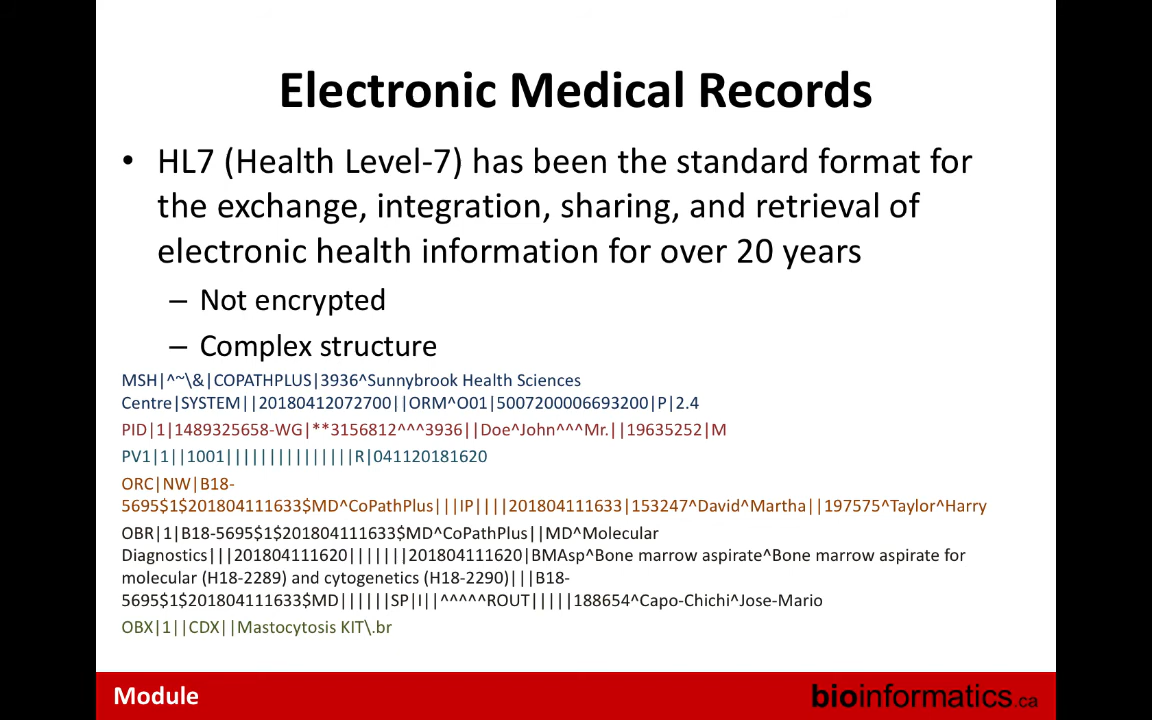 Electronic Medical Records
• HL7 (Health Level-7) has been the standard format for
the exchange, integration, sharing, and retrieval of
electronic health information for over 20 years
– Not encrypted
– Complex structure
MSH|^~\&|COPATHPLUS|3936^Sunnybrook Health Sciences
Centre|SYSTEM||20180412072700||ORM^O01|5007200006693200|P|2.4
PID|1|1489325658-WG|**3156812^^^3936||Doe^John^^^Mr.||19635252|M
PV1|1||1001|||||||||||||||R|041120181620
ORC|NW|B18-
5695$1$201804111633$MD^CoPathPlus|||IP||||201804111633|153247^David^Martha||197575^Taylor^Harry
OBR|1|B18-5695$1$201804111633$MD^CoPathPlus||MD^Molecular
Diagnostics|||201804111620|||||||201804111620|BMAsp^Bone marrow aspirate^Bone marrow aspirate for
molecular (H18-2289) and cytogenetics (H18-2290)|||B18-
5695$1$201804111633$MD||||||SP|I||^^^^^ROUT|||||188654^Capo-Chichi^Jose-Mario
OBX|1||CDX||Mastocytosis KIT\.br
Module
bioinformatics.ca